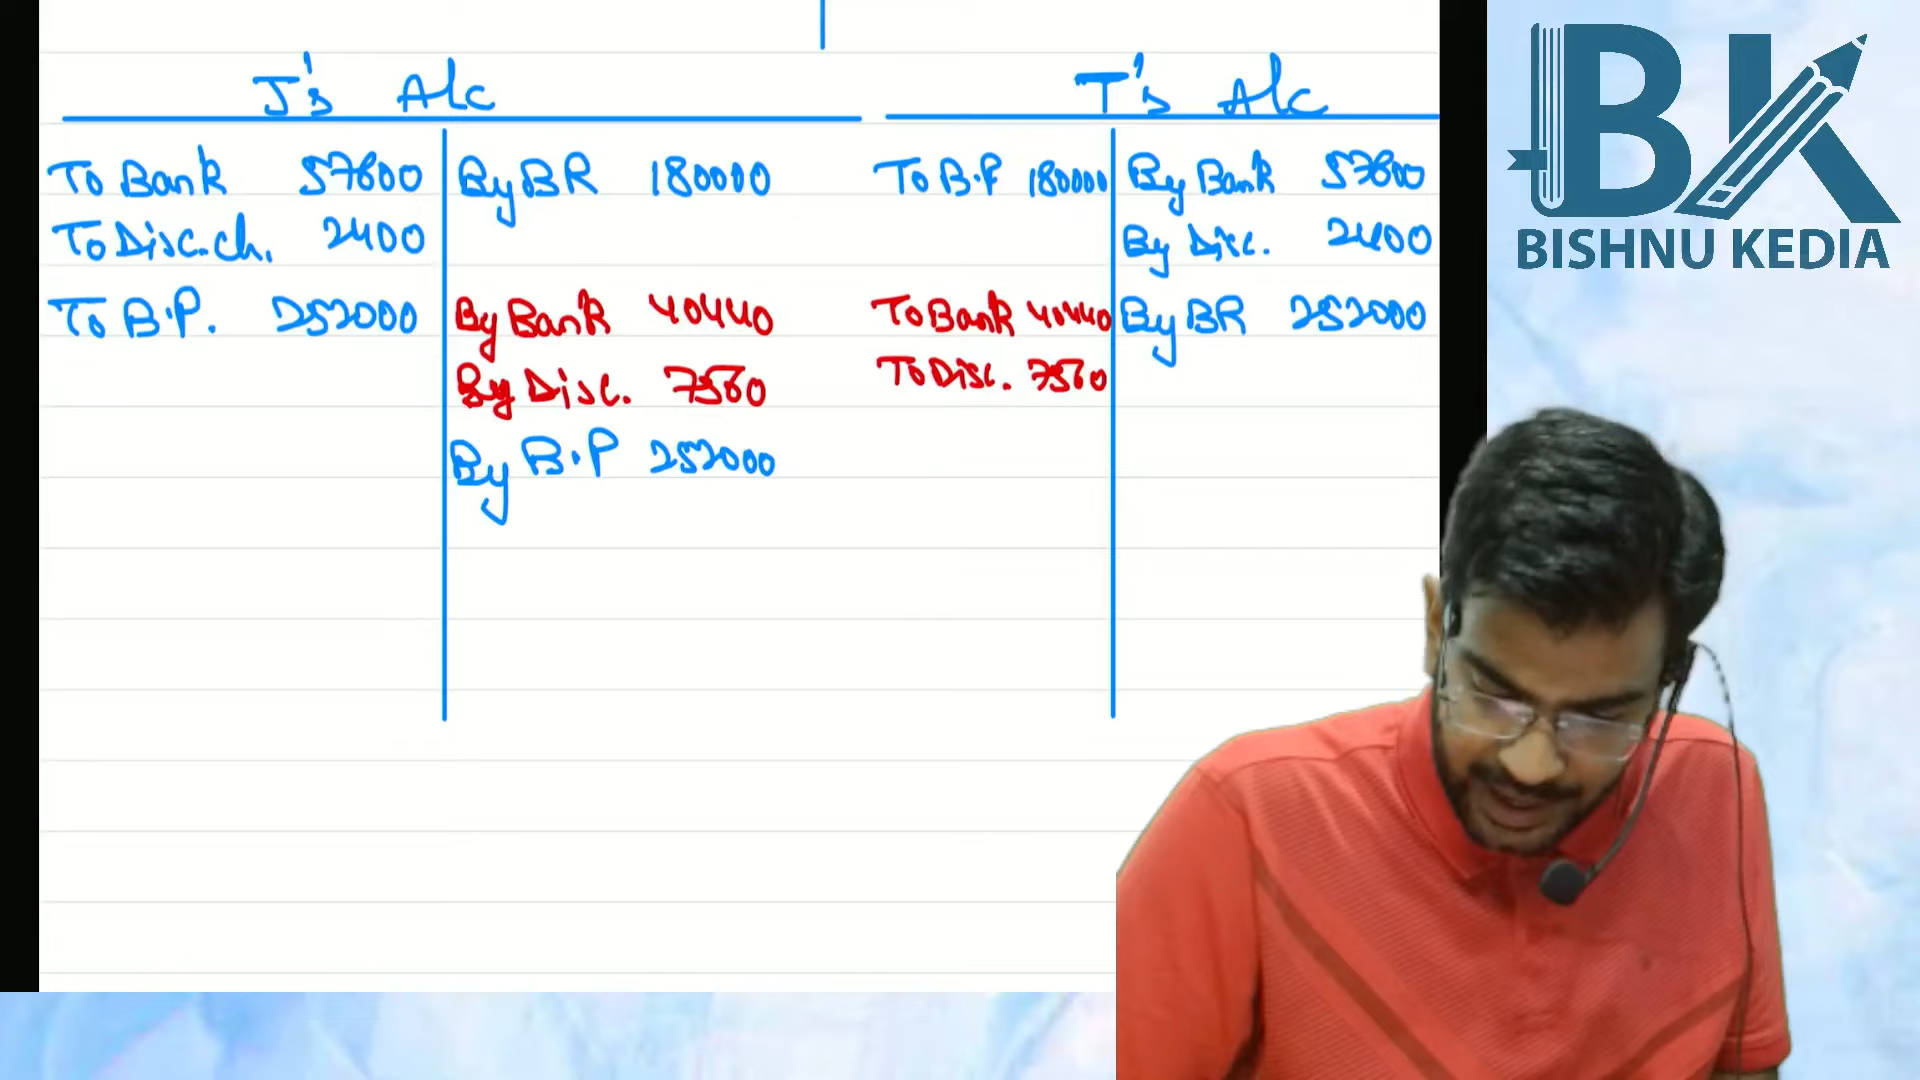 J's A/c
To Bank 57600 By BR 180000
To Disc.ch. 2400
To B.P. 252000 By Bank 40440
By Disc. 7560
By B.P 252000
T's A/c
To B.P 180000 By Bank 57600
By Disc. 2400
To Bank 40440 By BR 252000
To Disc. 7560
BK
BISHNU KEDIA